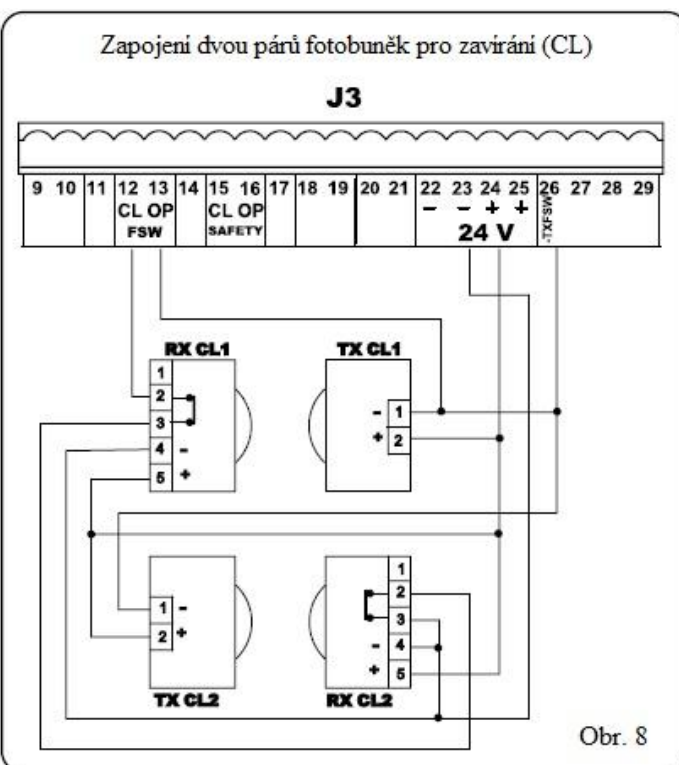 Zapojení dvou párů fotobuněk pro zavírání (CL)
J3
9 10 11 12 13 14 15 16 17 18 19 20 21 22 23 24 25 26 27 28 29
CL OP CL OP - - + + -TXFSW
FSW SAFETY 24 V
RX CL1 TX CL1
1
2
3
4 -
5 +
- 1
+ 2
1 -
2 +
1
2
3
- 4
+ 5
TX CL2 RX CL2
Obr. 8